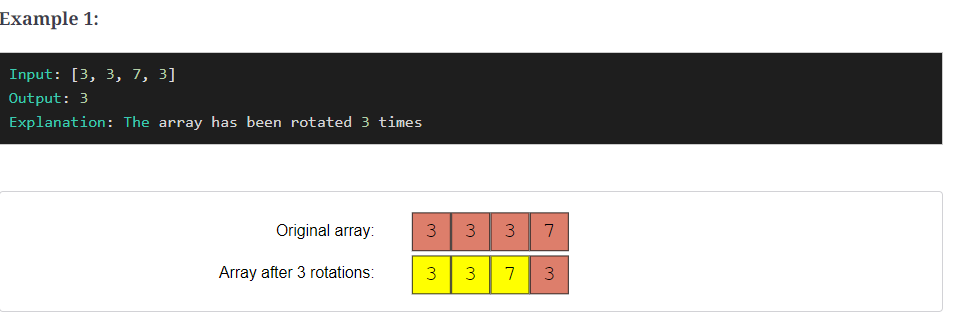 Example 1:
Input: [3, 3, 7, 3]
Output: 3
Explanation: The array has been rotated 3 times
Original array: 3 3 3 7
Array after 3 rotations: 3 3 7 3